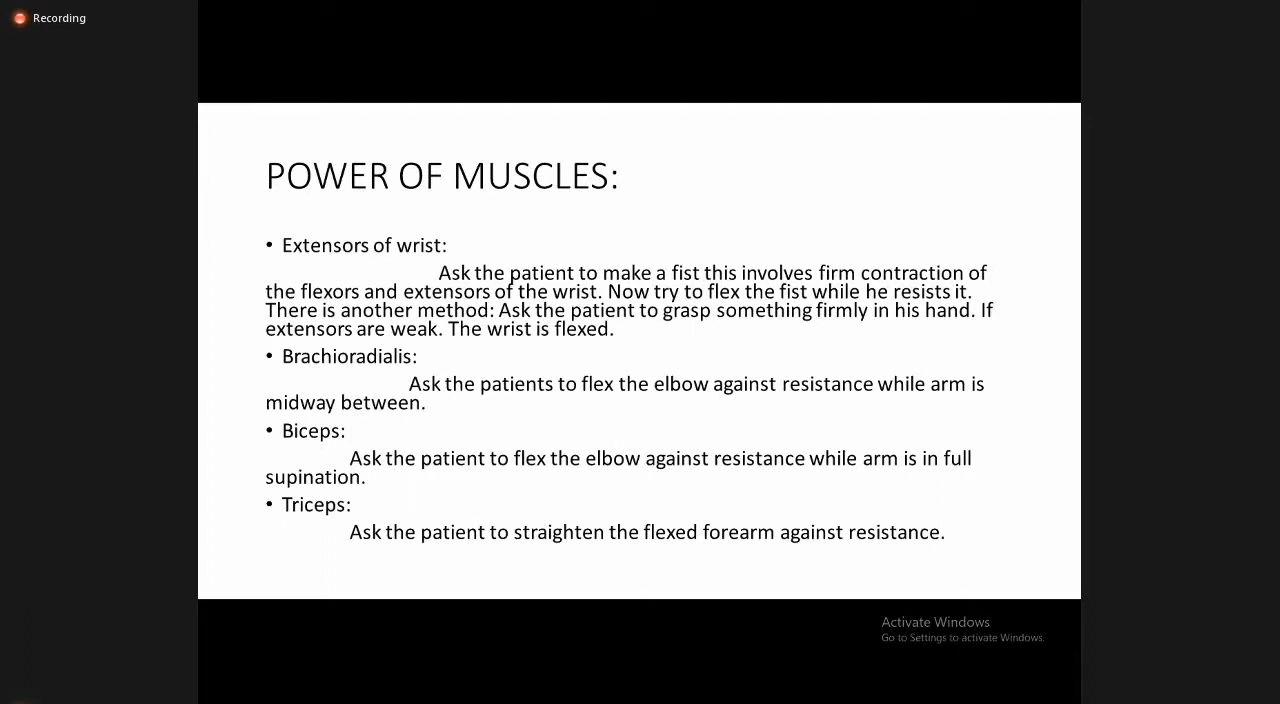 Recording
POWER OF MUSCLES:
• Extensors of wrist:
Ask the patient to make a fist this involves firm contraction of
the flexors and extensors of the wrist. Now try to flex the fist while he resists it.
There is another method: Ask the patient to grasp something firmly in his hand. If
extensors are weak. The wrist is flexed.
• Brachioradialis:
Ask the patients to flex the elbow against resistance while arm is
midway between.
• Biceps:
Ask the patient to flex the elbow against resistance while arm is in full
supination.
• Triceps:
Ask the patient to straighten the flexed forearm against resistance.
Activate Windows
Go to Settings to activate Windows.